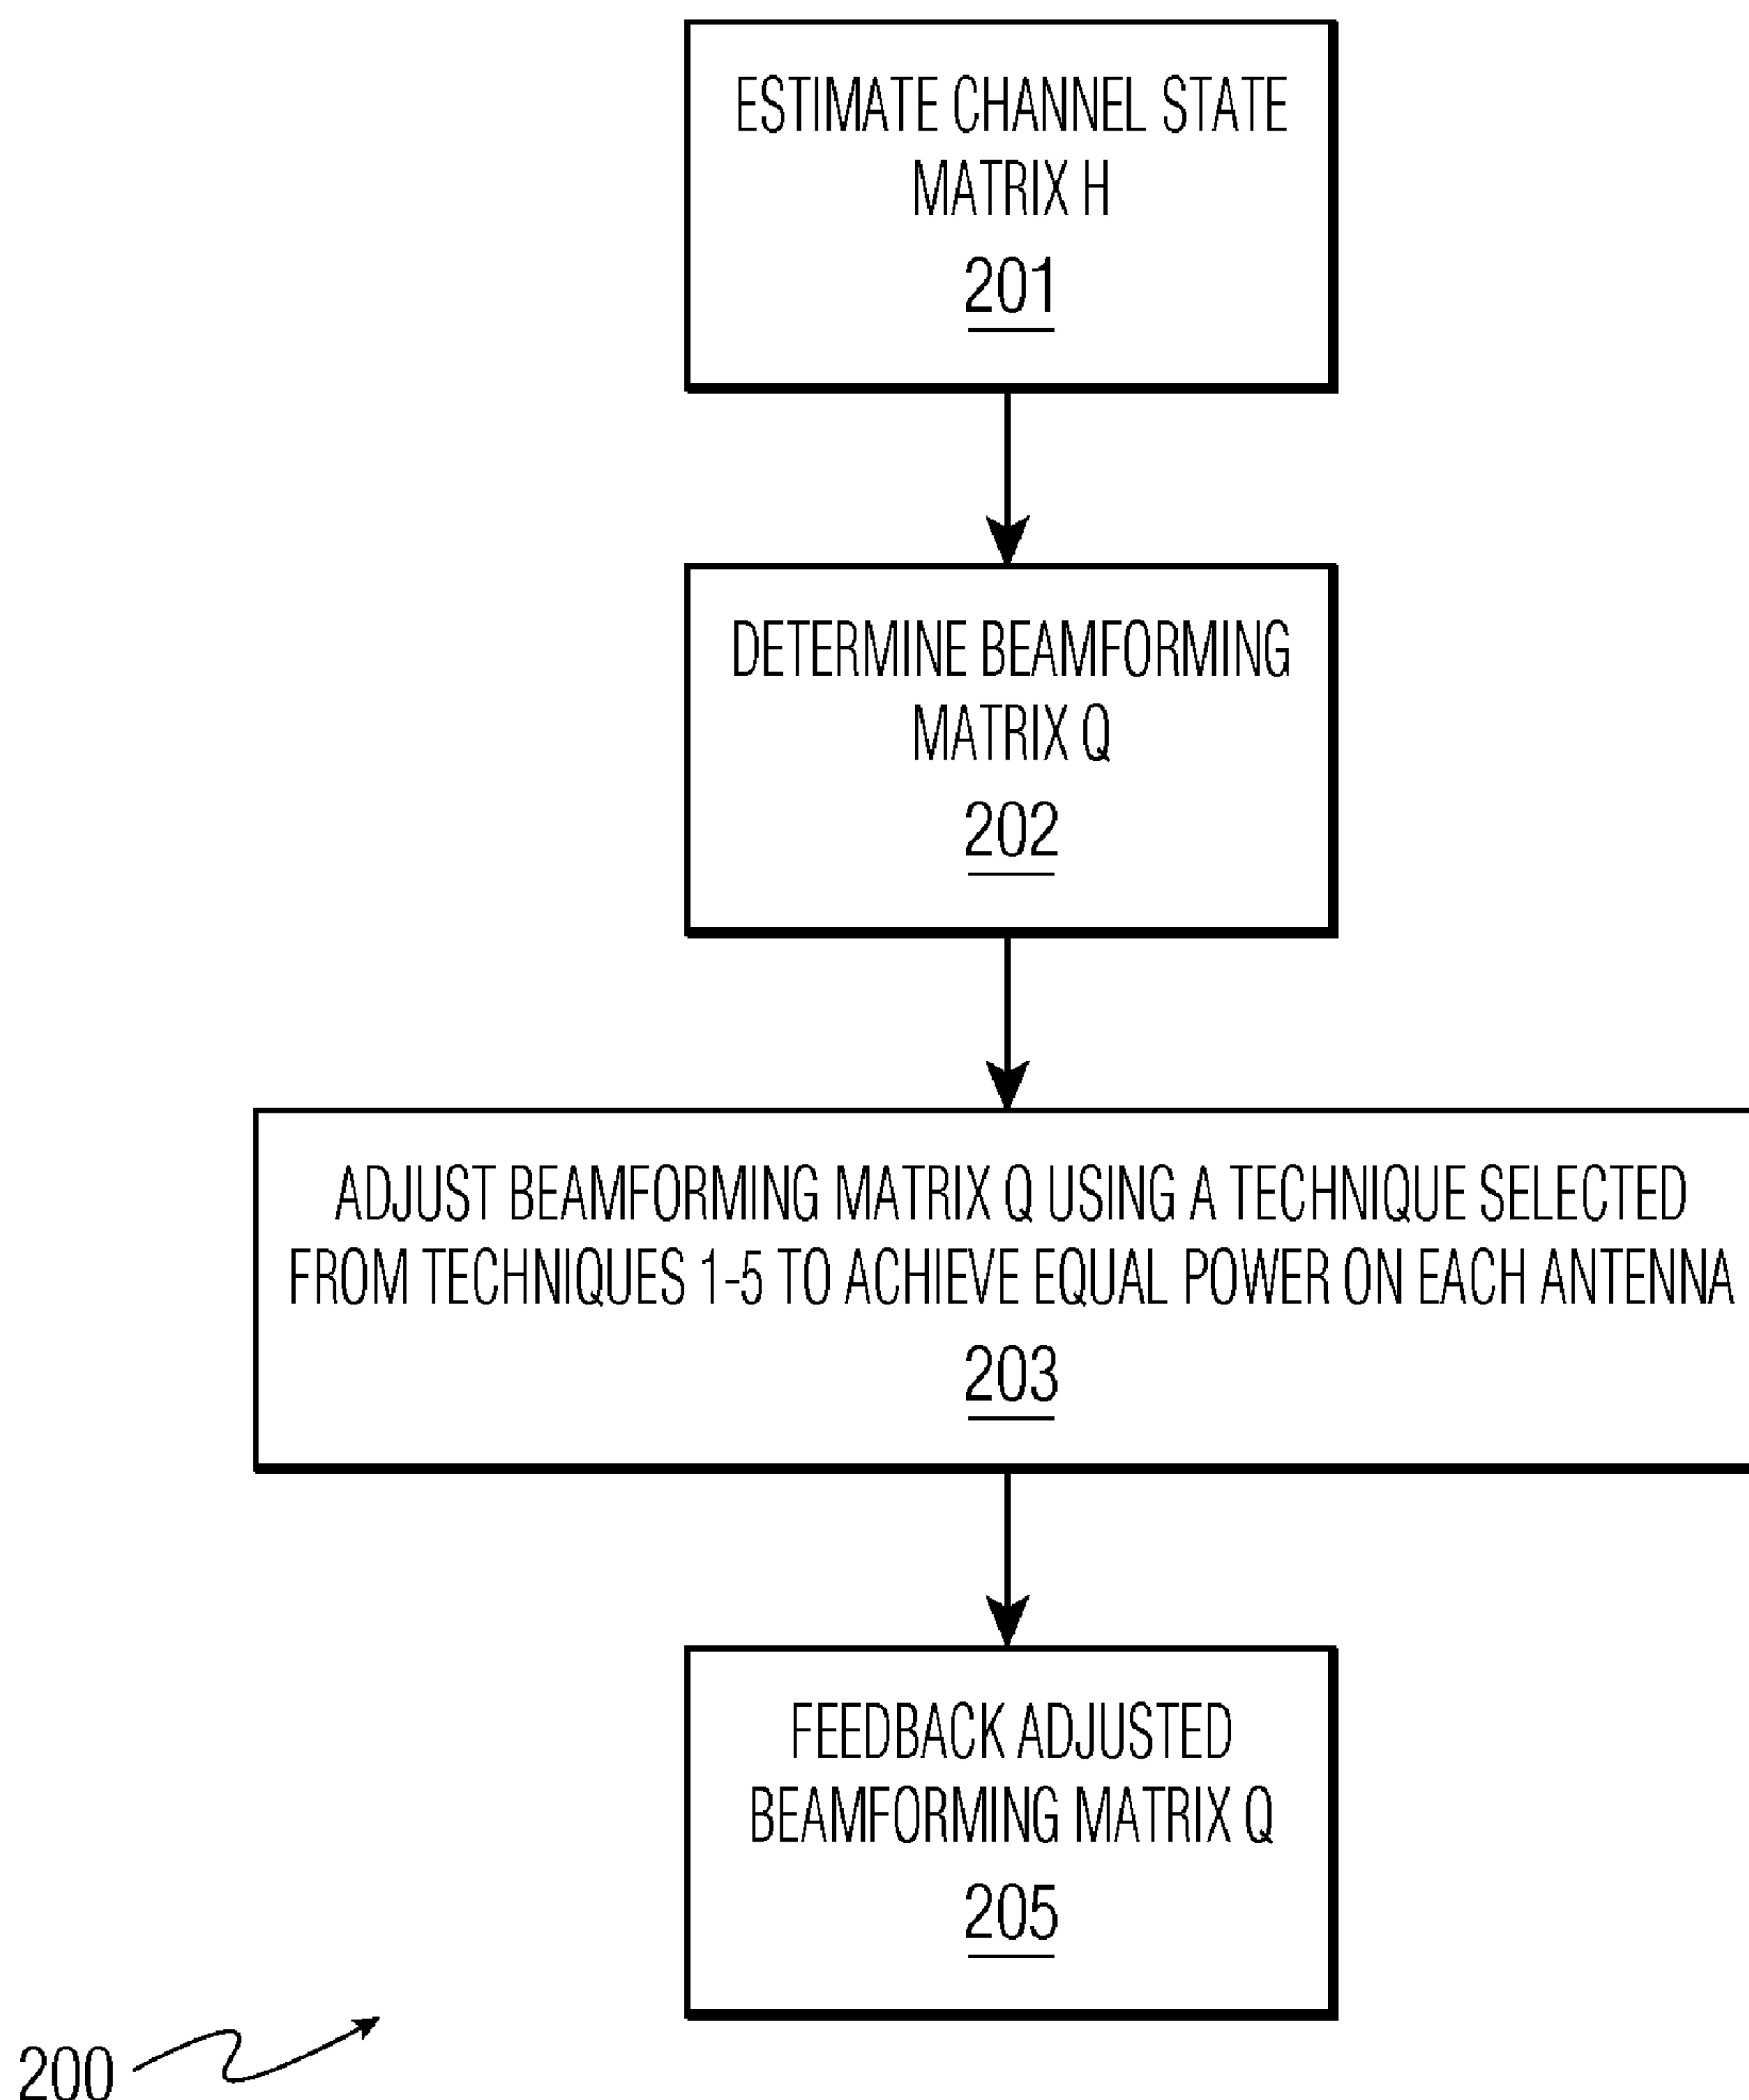 ESTIMATE CHANNEL STATE
MATRIX H
201
DETERMINE BEAMFORMING
MATRIX Q
202
ADJUST BEAMFORMING MATRIX Q USING A TECHNIQUE SELECTED
FROM TECHNIQUES 1-5 TO ACHIEVE EQUAL POWER ON EACH ANTENNA
203
FEEDBACK ADJUSTED
BEAMFORMING MATRIX Q
205
200